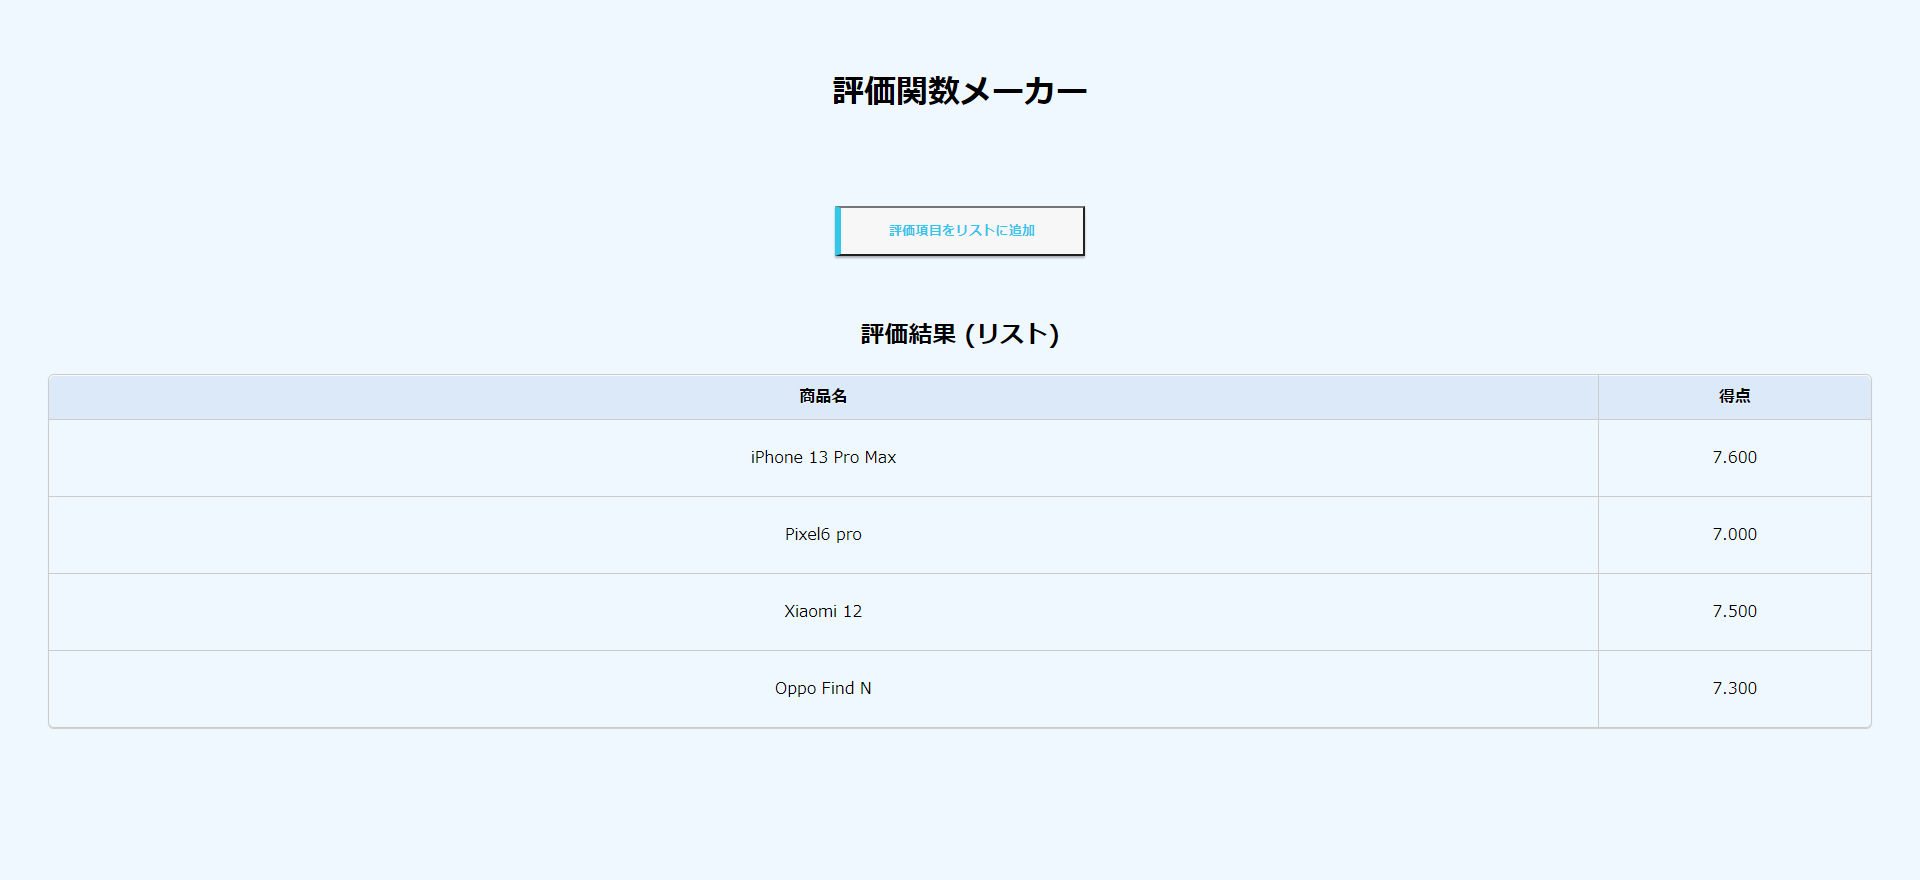 評価関数メーカー
評価項目をリストに追加
評価結果 (リスト)
商品名 得点
iPhone 13 Pro Max 7.600
Pixel6 pro 7.000
Xiaomi 12 7.500
Oppo Find N 7.300